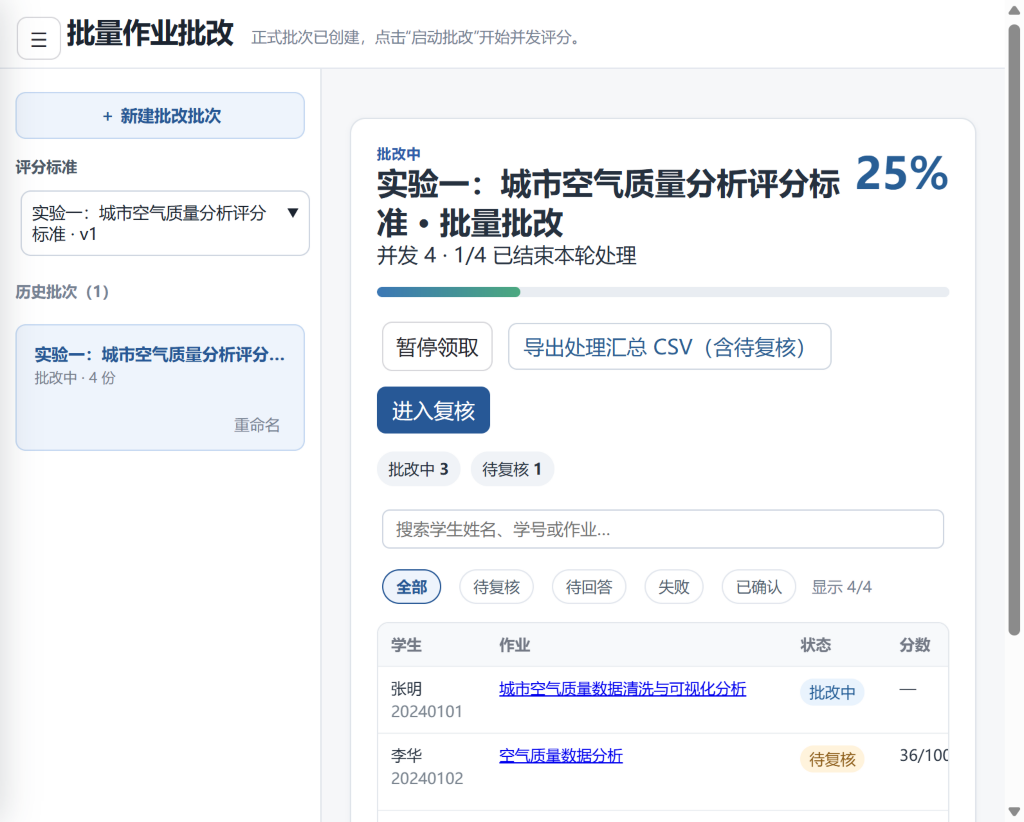 ☰ 批量作业批改 正式批次已创建，点击“启动批改”开始并发评分。
+ 新建批改批次
评分标准
实验一：城市空气质量分析评分
标准 · v1
▼
历史批次（1）
实验一：城市空气质量分析评分...
批改中 · 4 份
重命名
批改中
实验一：城市空气质量分析评分标
准 • 批量批改
25%
并发 4 · 1/4 已结束本轮处理
暂停领取 导出处理汇总 CSV（含待复核）
进入复核
批改中 3 待复核 1
搜索学生姓名、学号或作业...
全部 待复核 待回答 失败 已确认 显示 4/4
学生 作业 状态 分数
张明 城市空气质量数据清洗与可视化分析 批改中 —
20240101
李华 空气质量数据分析 待复核 36/100
20240102